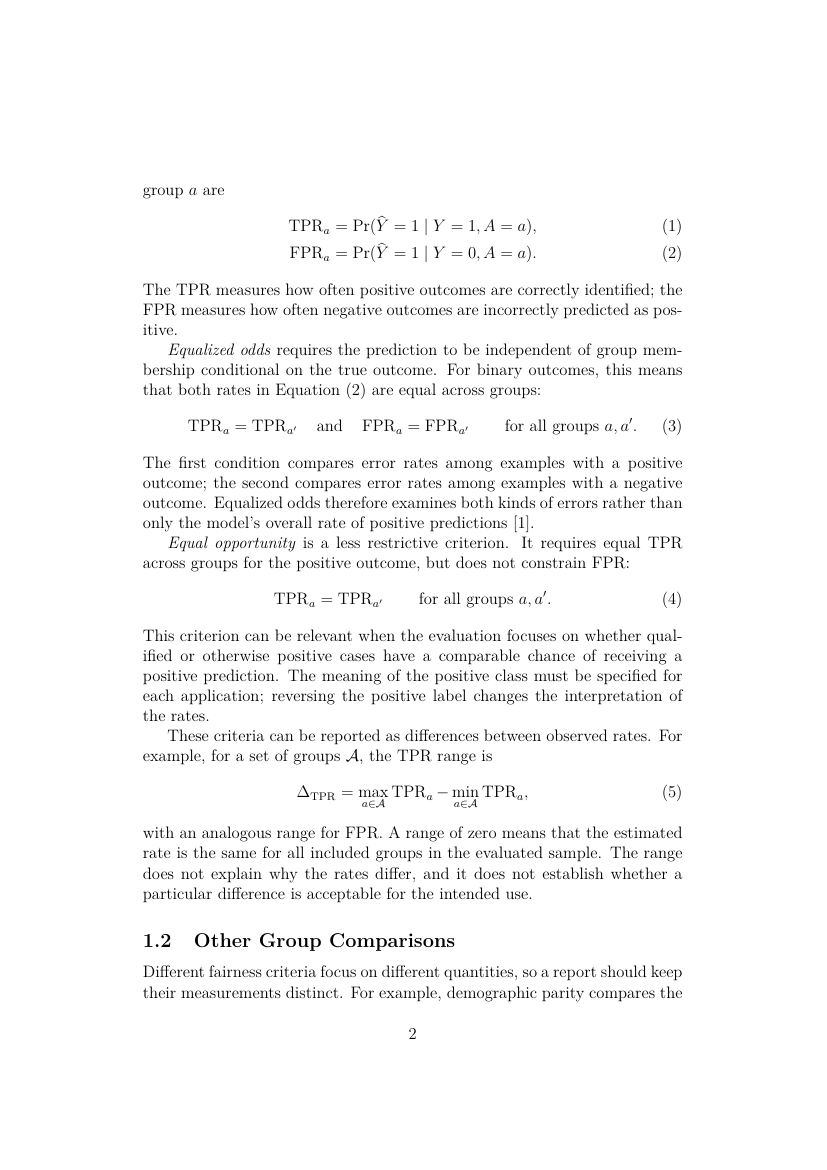 group a are
TPRₐ = Pr(Ŷ = 1 | Y = 1, A = a), (1)
FPRₐ = Pr(Ŷ = 1 | Y = 0, A = a). (2)
The TPR measures how often positive outcomes are correctly identified; the
FPR measures how often negative outcomes are incorrectly predicted as pos-
itive.
Equalized odds requires the prediction to be independent of group mem-
bership conditional on the true outcome. For binary outcomes, this means
that both rates in Equation (2) are equal across groups:
TPRₐ = TPRₐ′ and FPRₐ = FPRₐ′ for all groups a, a′. (3)
The first condition compares error rates among examples with a positive
outcome; the second compares error rates among examples with a negative
outcome. Equalized odds therefore examines both kinds of errors rather than
only the model's overall rate of positive predictions [1].
Equal opportunity is a less restrictive criterion. It requires equal TPR
across groups for the positive outcome, but does not constrain FPR:
TPRₐ = TPRₐ′ for all groups a, a′. (4)
This criterion can be relevant when the evaluation focuses on whether qual-
ified or otherwise positive cases have a comparable chance of receiving a
positive prediction. The meaning of the positive class must be specified for
each application; reversing the positive label changes the interpretation of
the rates.
These criteria can be reported as differences between observed rates. For
example, for a set of groups 𝒜, the TPR range is
Δ_TPR = max_{a∈𝒜} TPRₐ − min_{a∈𝒜} TPRₐ, (5)
with an analogous range for FPR. A range of zero means that the estimated
rate is the same for all included groups in the evaluated sample. The range
does not explain why the rates differ, and it does not establish whether a
particular difference is acceptable for the intended use.
1.2 Other Group Comparisons
Different fairness criteria focus on different quantities, so a report should keep
their measurements distinct. For example, demographic parity compares the
2